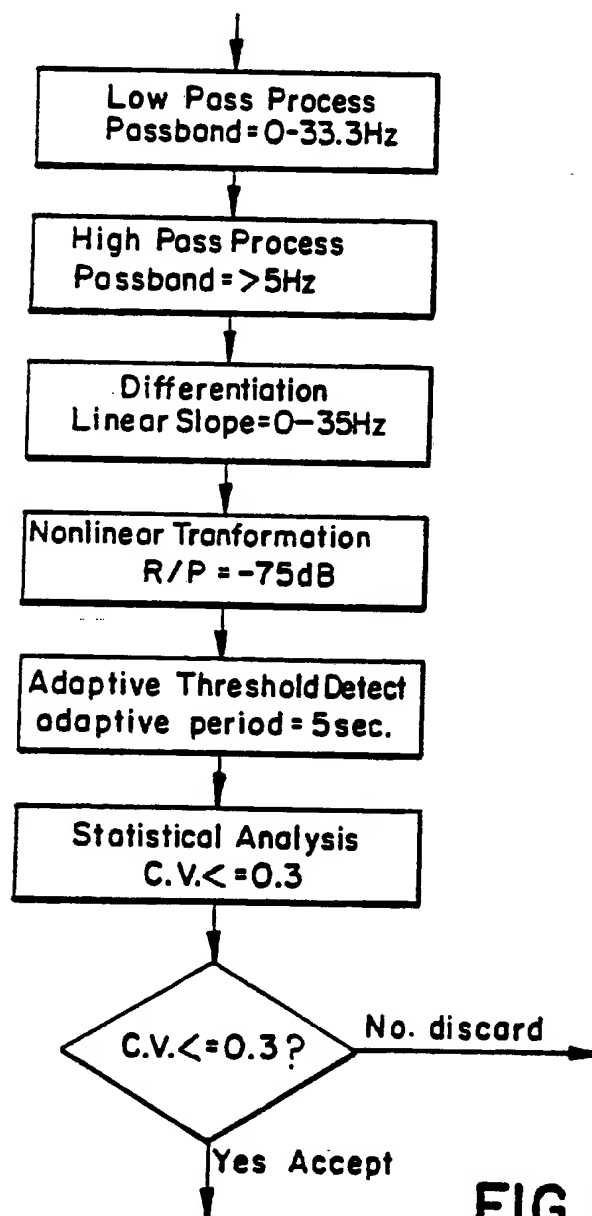 Low Pass Process
Passband=0-33.3Hz
High Pass Process
Passband=>5Hz
Differentiation
Linear Slope=0-35Hz
Nonlinear Tranformation
R/P =-75dB
Adaptive Threshold Detect
adaptive period = 5sec.
Statistical Analysis
C.V.<=0.3
C.V.<=0.3?
No. discard
Yes Accept
FIG